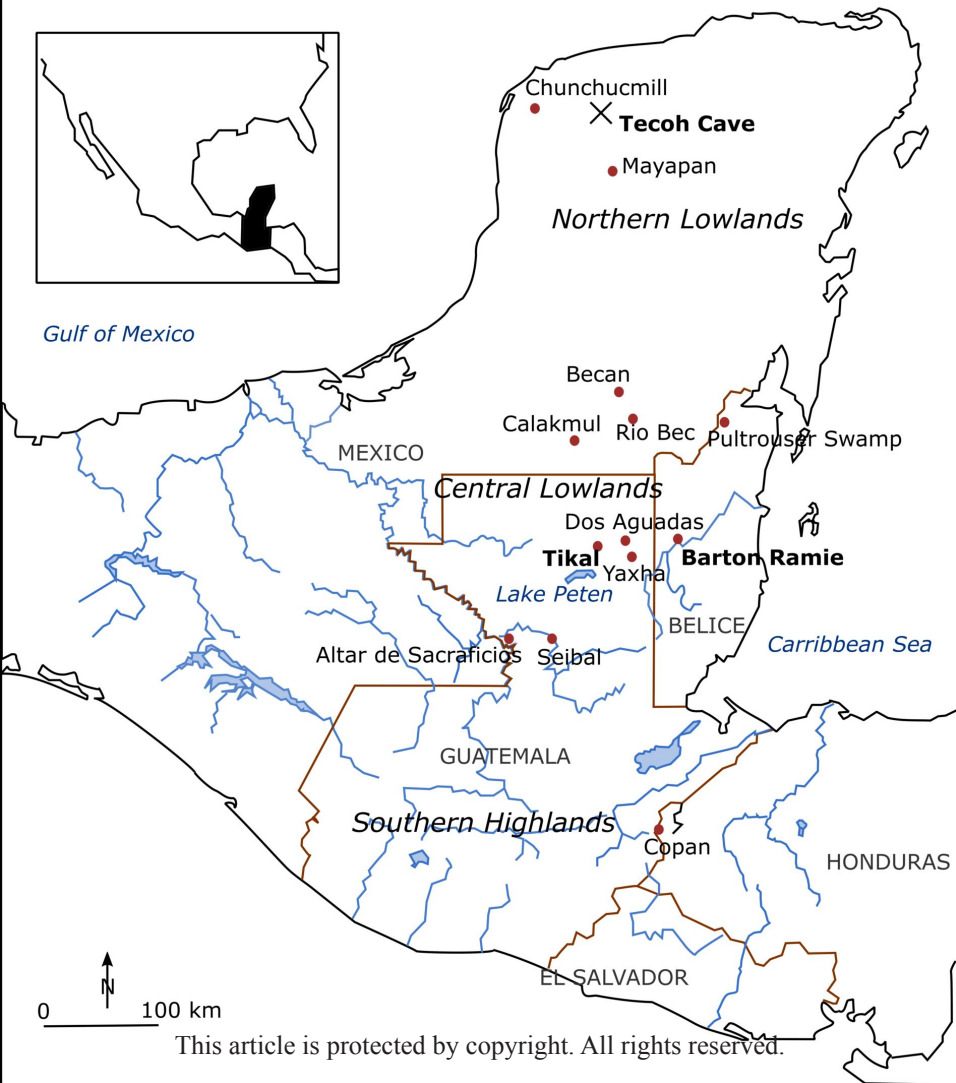 Chunchucmill
Tecoh Cave
Mayapan
Northern Lowlands
Gulf of Mexico
Becan
Calakmul
Rio Bec
Pultrouser Swamp
MEXICO
Central Lowlands
Dos Aguadas
Tikal
Barton Ramie
Yaxha
Lake Peten
BELICE
Carribbean Sea
Altar de Sacraficios
Seibal
GUATEMALA
Southern Highlands
Copan
HONDURAS
EL SALVADOR
N
0 100 km
This article is protected by copyright. All rights reserved.